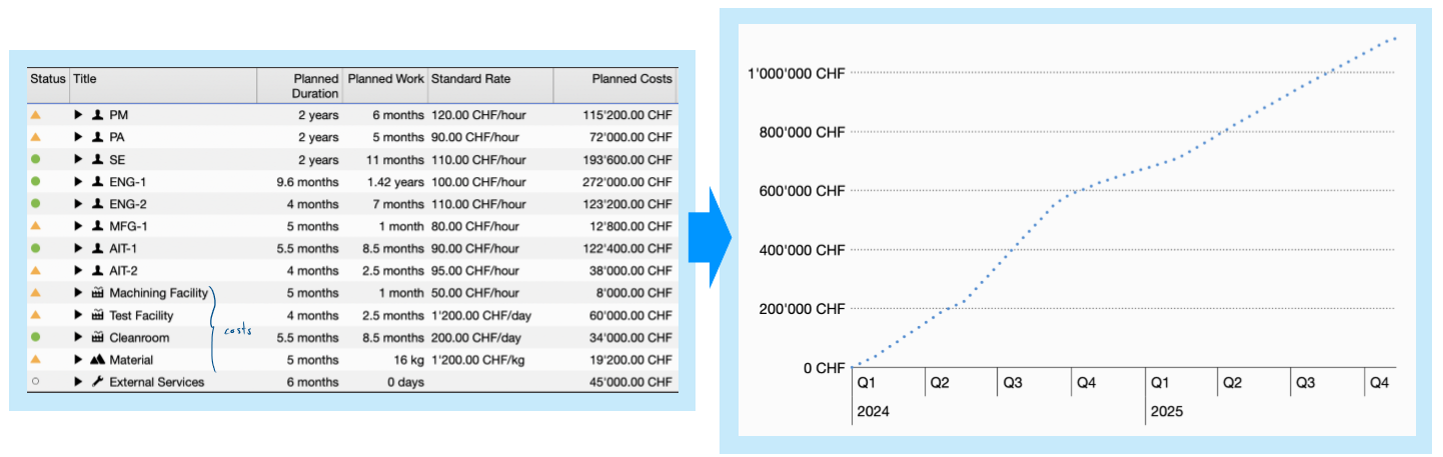 Status Title Planned Duration Planned Work Standard Rate Planned Costs
PM 2 years 6 months 120.00 CHF/hour 115'200.00 CHF
PA 2 years 5 months 90.00 CHF/hour 72'000.00 CHF
SE 2 years 11 months 110.00 CHF/hour 193'600.00 CHF
ENG-1 9.6 months 1.42 years 100.00 CHF/hour 272'000.00 CHF
ENG-2 4 months 7 months 110.00 CHF/hour 123'200.00 CHF
MFG-1 5 months 1 month 80.00 CHF/hour 12'800.00 CHF
AIT-1 5.5 months 8.5 months 90.00 CHF/hour 122'400.00 CHF
AIT-2 4 months 2.5 months 95.00 CHF/hour 38'000.00 CHF
Machining Facility 5 months 1 month 50.00 CHF/hour 8'000.00 CHF
Test Facility 4 months 2.5 months 1'200.00 CHF/day 60'000.00 CHF
costs
Cleanroom 5.5 months 8.5 months 200.00 CHF/day 34'000.00 CHF
Material 5 months 16 kg 1'200.00 CHF/kg 19'200.00 CHF
External Services 6 months 0 days 45'000.00 CHF
1'000'000 CHF
800'000 CHF
600'000 CHF
400'000 CHF
200'000 CHF
0 CHF
Q1 Q2 Q3 Q4 Q1 Q2 Q3 Q4
2024 2025